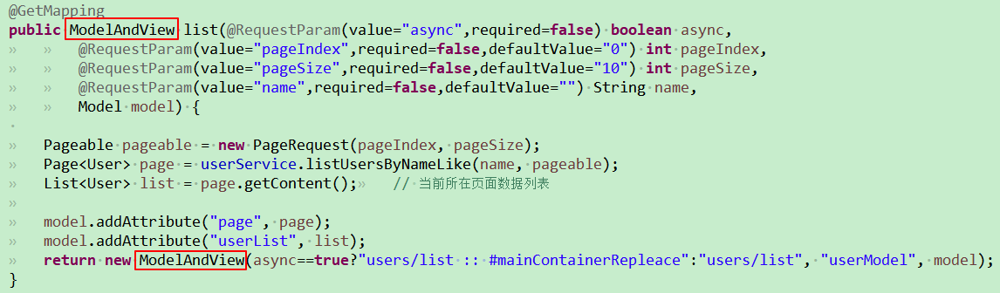 @GetMapping
public ModelAndView list(@RequestParam(value="async",required=false) boolean async,
@RequestParam(value="pageIndex",required=false,defaultValue="0") int pageIndex,
@RequestParam(value="pageSize",required=false,defaultValue="10") int pageSize,
@RequestParam(value="name",required=false,defaultValue="") String name,
Model model) {
Pageable pageable = new PageRequest(pageIndex, pageSize);
Page<User> page = userService.listUsersByNameLike(name, pageable);
List<User> list = page.getContent(); // 当前所在页面数据列表
model.addAttribute("page", page);
model.addAttribute("userList", list);
return new ModelAndView(async==true?"users/list :: #mainContainerRepleace":"users/list", "userModel", model);
}